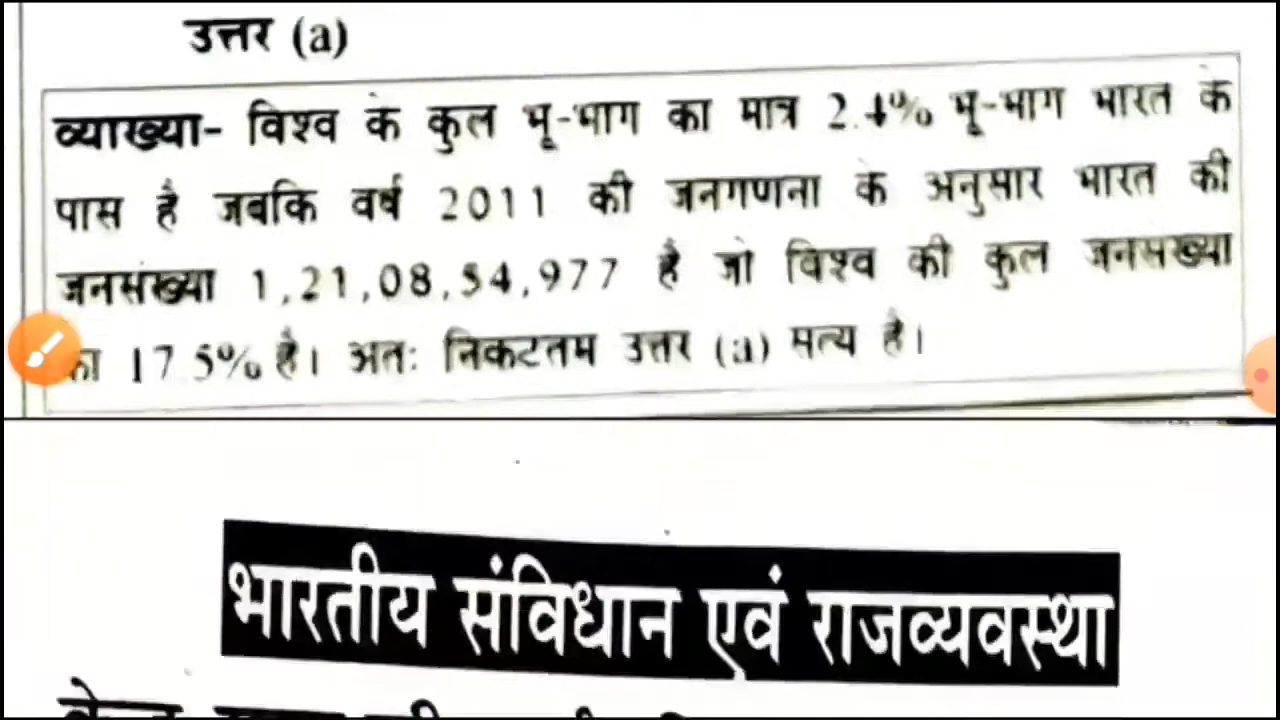 उत्तर (a)
व्याख्या- विश्व के कुल भू-भाग का मात्र 2.4% भू-भाग भारत के
पास है जबकि वर्ष 2011 की जनगणना के अनुसार भारत की
जनसंख्या 1,21,08,54,977 है जो विश्व की कुल जनसंख्या
का 17.5% है। अतः निकटतम उत्तर (a) सत्य है।
भारतीय संविधान एवं राजव्यवस्था